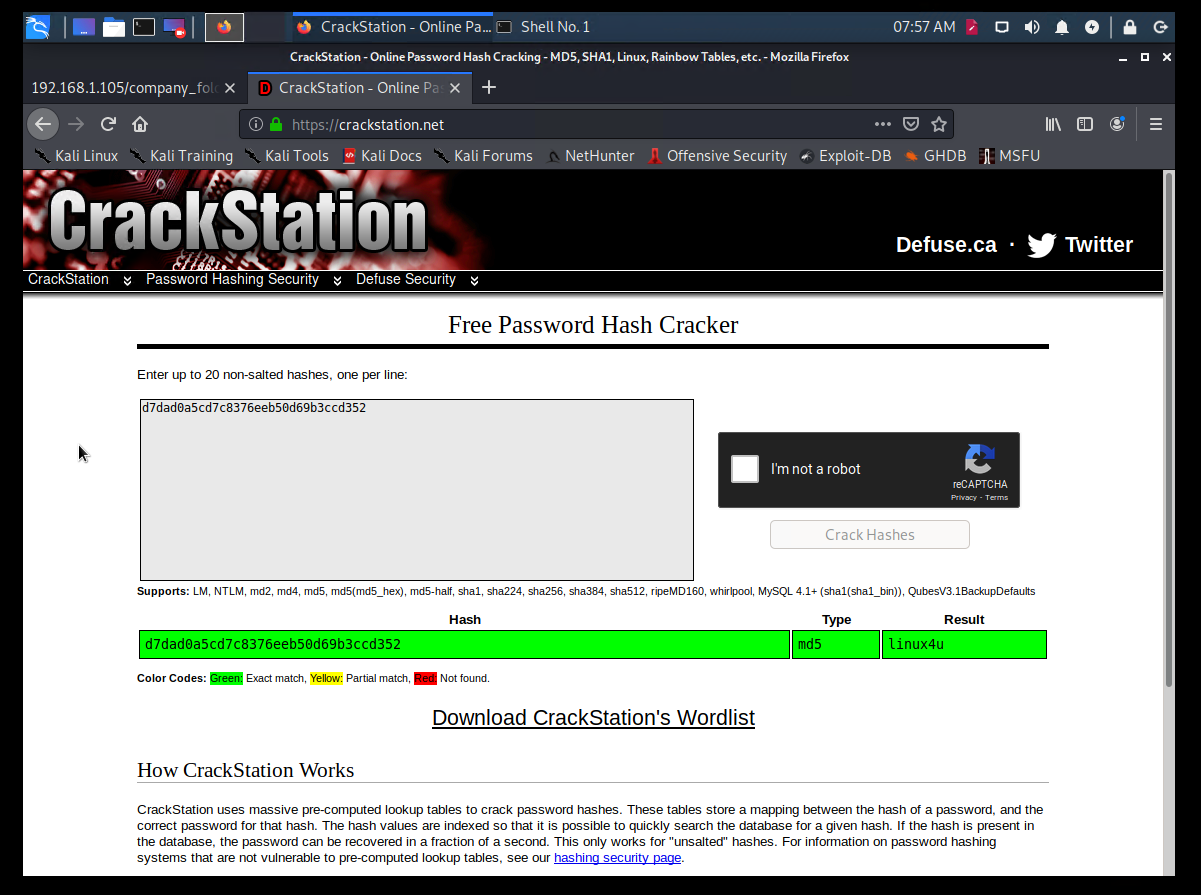 CrackStation - Online Pa... Shell No. 1 07:57 AM
CrackStation - Online Password Hash Cracking - MD5, SHA1, Linux, Rainbow Tables, etc. - Mozilla Firefox
192.168.1.105/company_fol CrackStation - Online Pa
https://crackstation.net
Kali Linux Kali Training Kali Tools Kali Docs Kali Forums NetHunter Offensive Security Exploit-DB GHDB MSFU
CrackStation
Defuse.ca · Twitter
CrackStation Password Hashing Security Defuse Security
Free Password Hash Cracker
Enter up to 20 non-salted hashes, one per line:
d7dad0a5cd7c8376eeb50d69b3ccd352
I'm not a robot
reCAPTCHA
Privacy - Terms
Crack Hashes
Supports: LM, NTLM, md2, md4, md5, md5(md5_hex), md5-half, sha1, sha224, sha256, sha384, sha512, ripeMD160, whirlpool, MySQL 4.1+ (sha1(sha1_bin)), QubesV3.1BackupDefaults
Hash Type Result
d7dad0a5cd7c8376eeb50d69b3ccd352 md5 linux4u
Color Codes: Green: Exact match, Yellow: Partial match, Red: Not found.
Download CrackStation's Wordlist
How CrackStation Works
CrackStation uses massive pre-computed lookup tables to crack password hashes. These tables store a mapping between the hash of a password, and the
correct password for that hash. The hash values are indexed so that it is possible to quickly search the database for a given hash. If the hash is present in
the database, the password can be recovered in a fraction of a second. This only works for "unsalted" hashes. For information on password hashing
systems that are not vulnerable to pre-computed lookup tables, see our hashing security page.